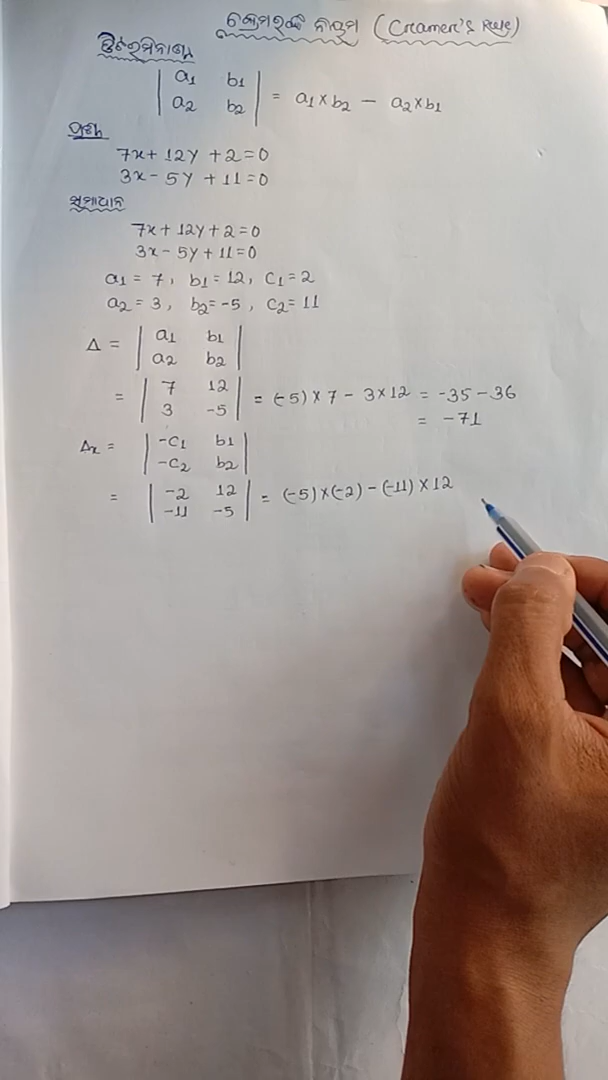 କ୍ରେମରଙ୍କ ନିୟମ (Cramer's Rule)
ଡିଟରମିନାଣ୍ଟ
| a1 b1 |
| a2 b2 | = a1×b2 − a2×b1
ପ୍ରଶ୍ନ
7x + 12y + 2 = 0
3x − 5y + 11 = 0
ସମାଧାନ
7x + 12y + 2 = 0
3x − 5y + 11 = 0
a1 = 7, b1 = 12, c1 = 2
a2 = 3, b2 = -5, c2 = 11
Δ = | a1 b1 |
| a2 b2 |
= | 7 12 | = (-5) × 7 − 3×12 = -35 − 36
| 3 -5 | = -71
Δx = | -c1 b1 |
| -c2 b2 |
= | -2 12 | = (-5)×(-2) − (-11) × 12
| -11 -5 |